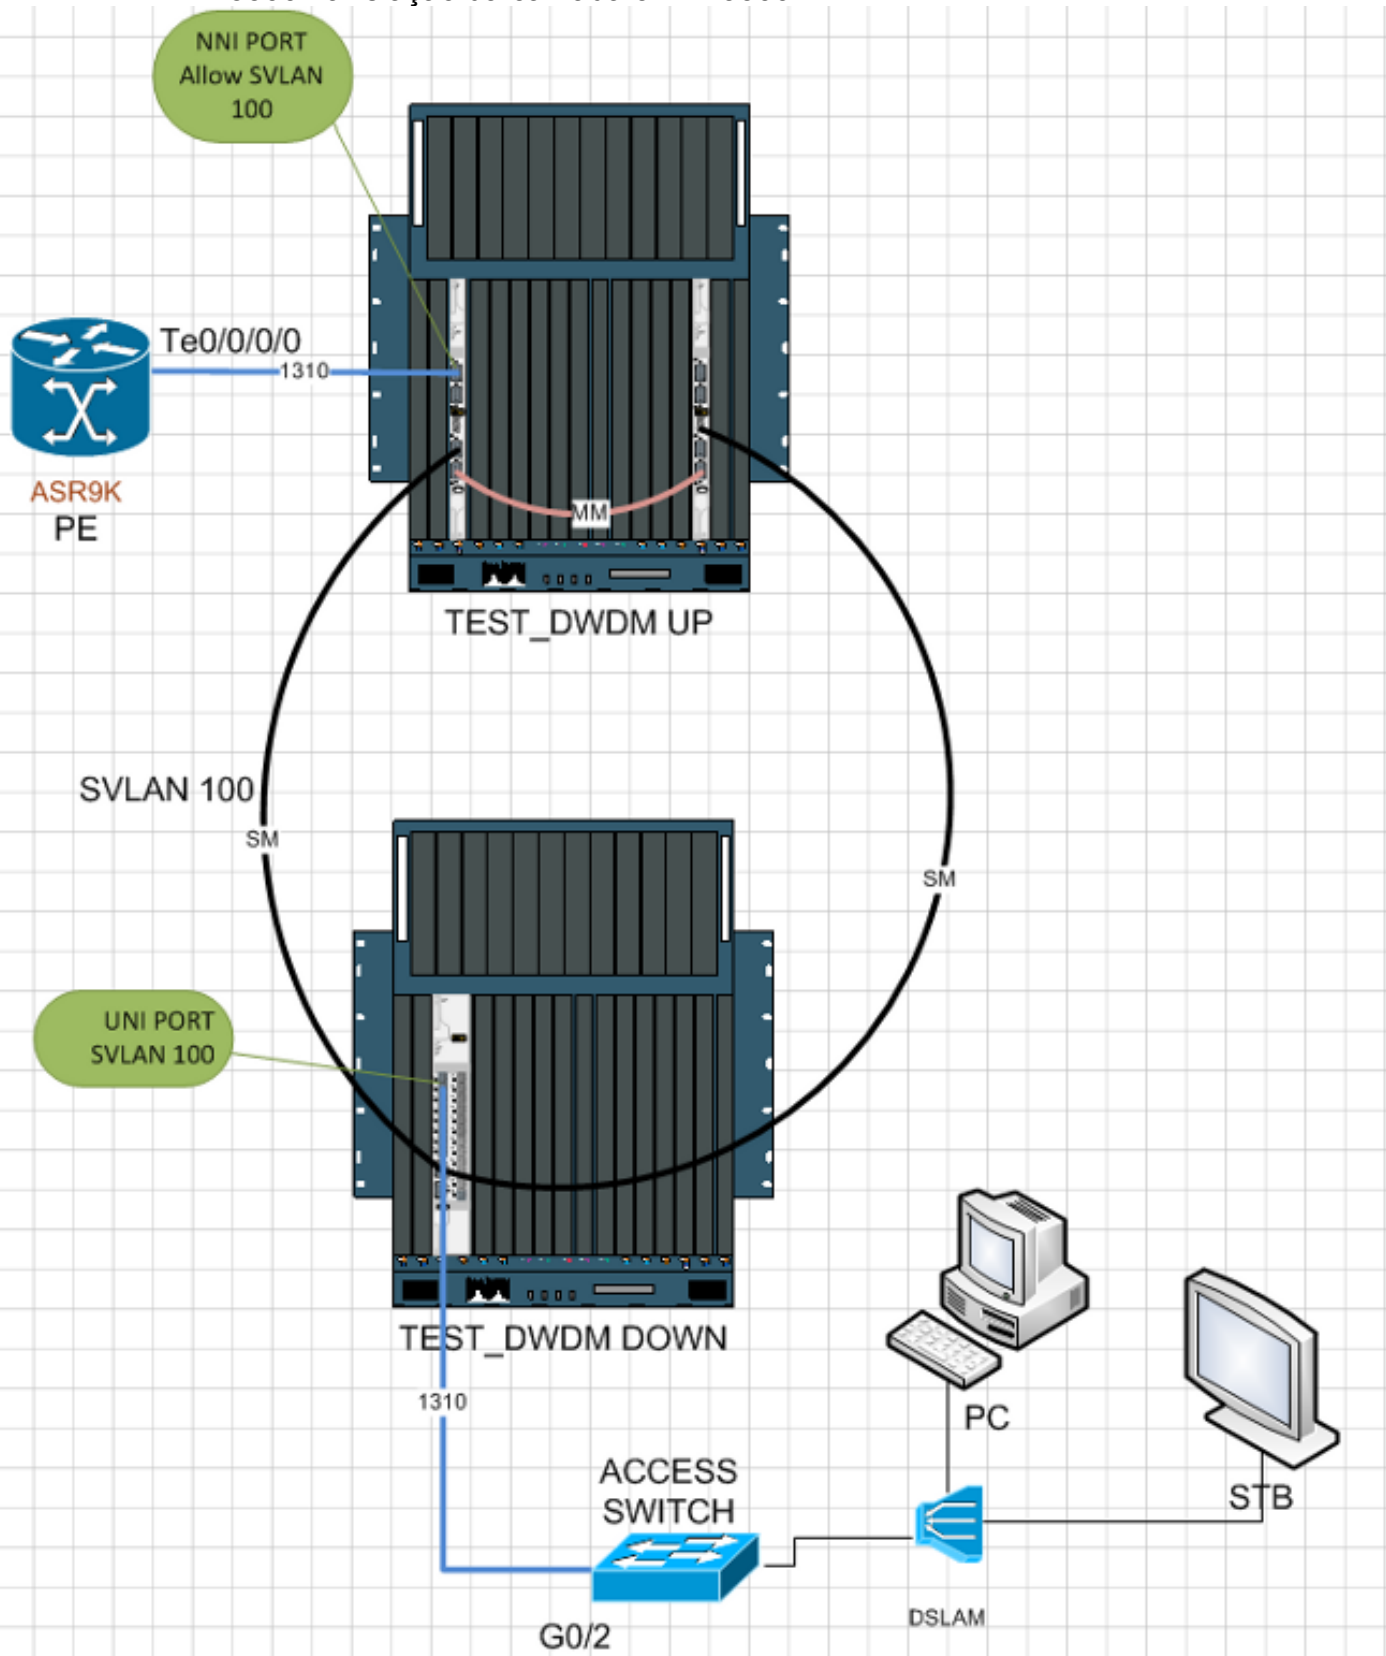 NNI PORT
Allow SVLAN
100
Te0/0/0/0
1310
ASR9K
PE
MM
TEST_DWDM UP
SVLAN 100
SM
SM
UNI PORT
SVLAN 100
TEST_DWDM DOWN
1310
PC
ACCESS
SWITCH
STB
DSLAM
G0/2